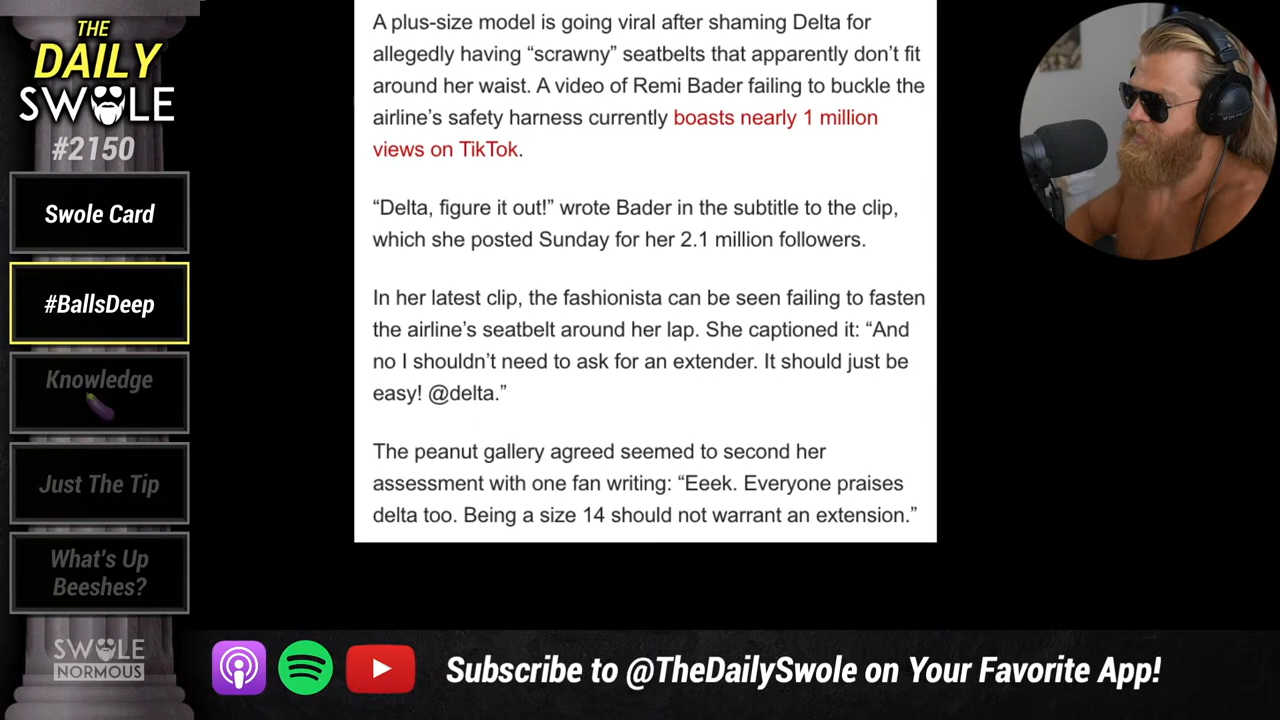 THE
DAILY
SWOLE
#2150
Swole Card
#BallsDeep
Knowledge
Just The Tip
What's Up
Beeshes?
SWOLE
NORMOUS
A plus-size model is going viral after shaming Delta for
allegedly having “scrawny” seatbelts that apparently don’t fit
around her waist. A video of Remi Bader failing to buckle the
airline’s safety harness currently boasts nearly 1 million
views on TikTok.
“Delta, figure it out!” wrote Bader in the subtitle to the clip,
which she posted Sunday for her 2.1 million followers.
In her latest clip, the fashionista can be seen failing to fasten
the airline’s seatbelt around her lap. She captioned it: “And
no I shouldn’t need to ask for an extender. It should just be
easy! @delta.”
The peanut gallery agreed seemed to second her
assessment with one fan writing: “Eeek. Everyone praises
delta too. Being a size 14 should not warrant an extension.”
Subscribe to @TheDailySwole on Your Favorite App!